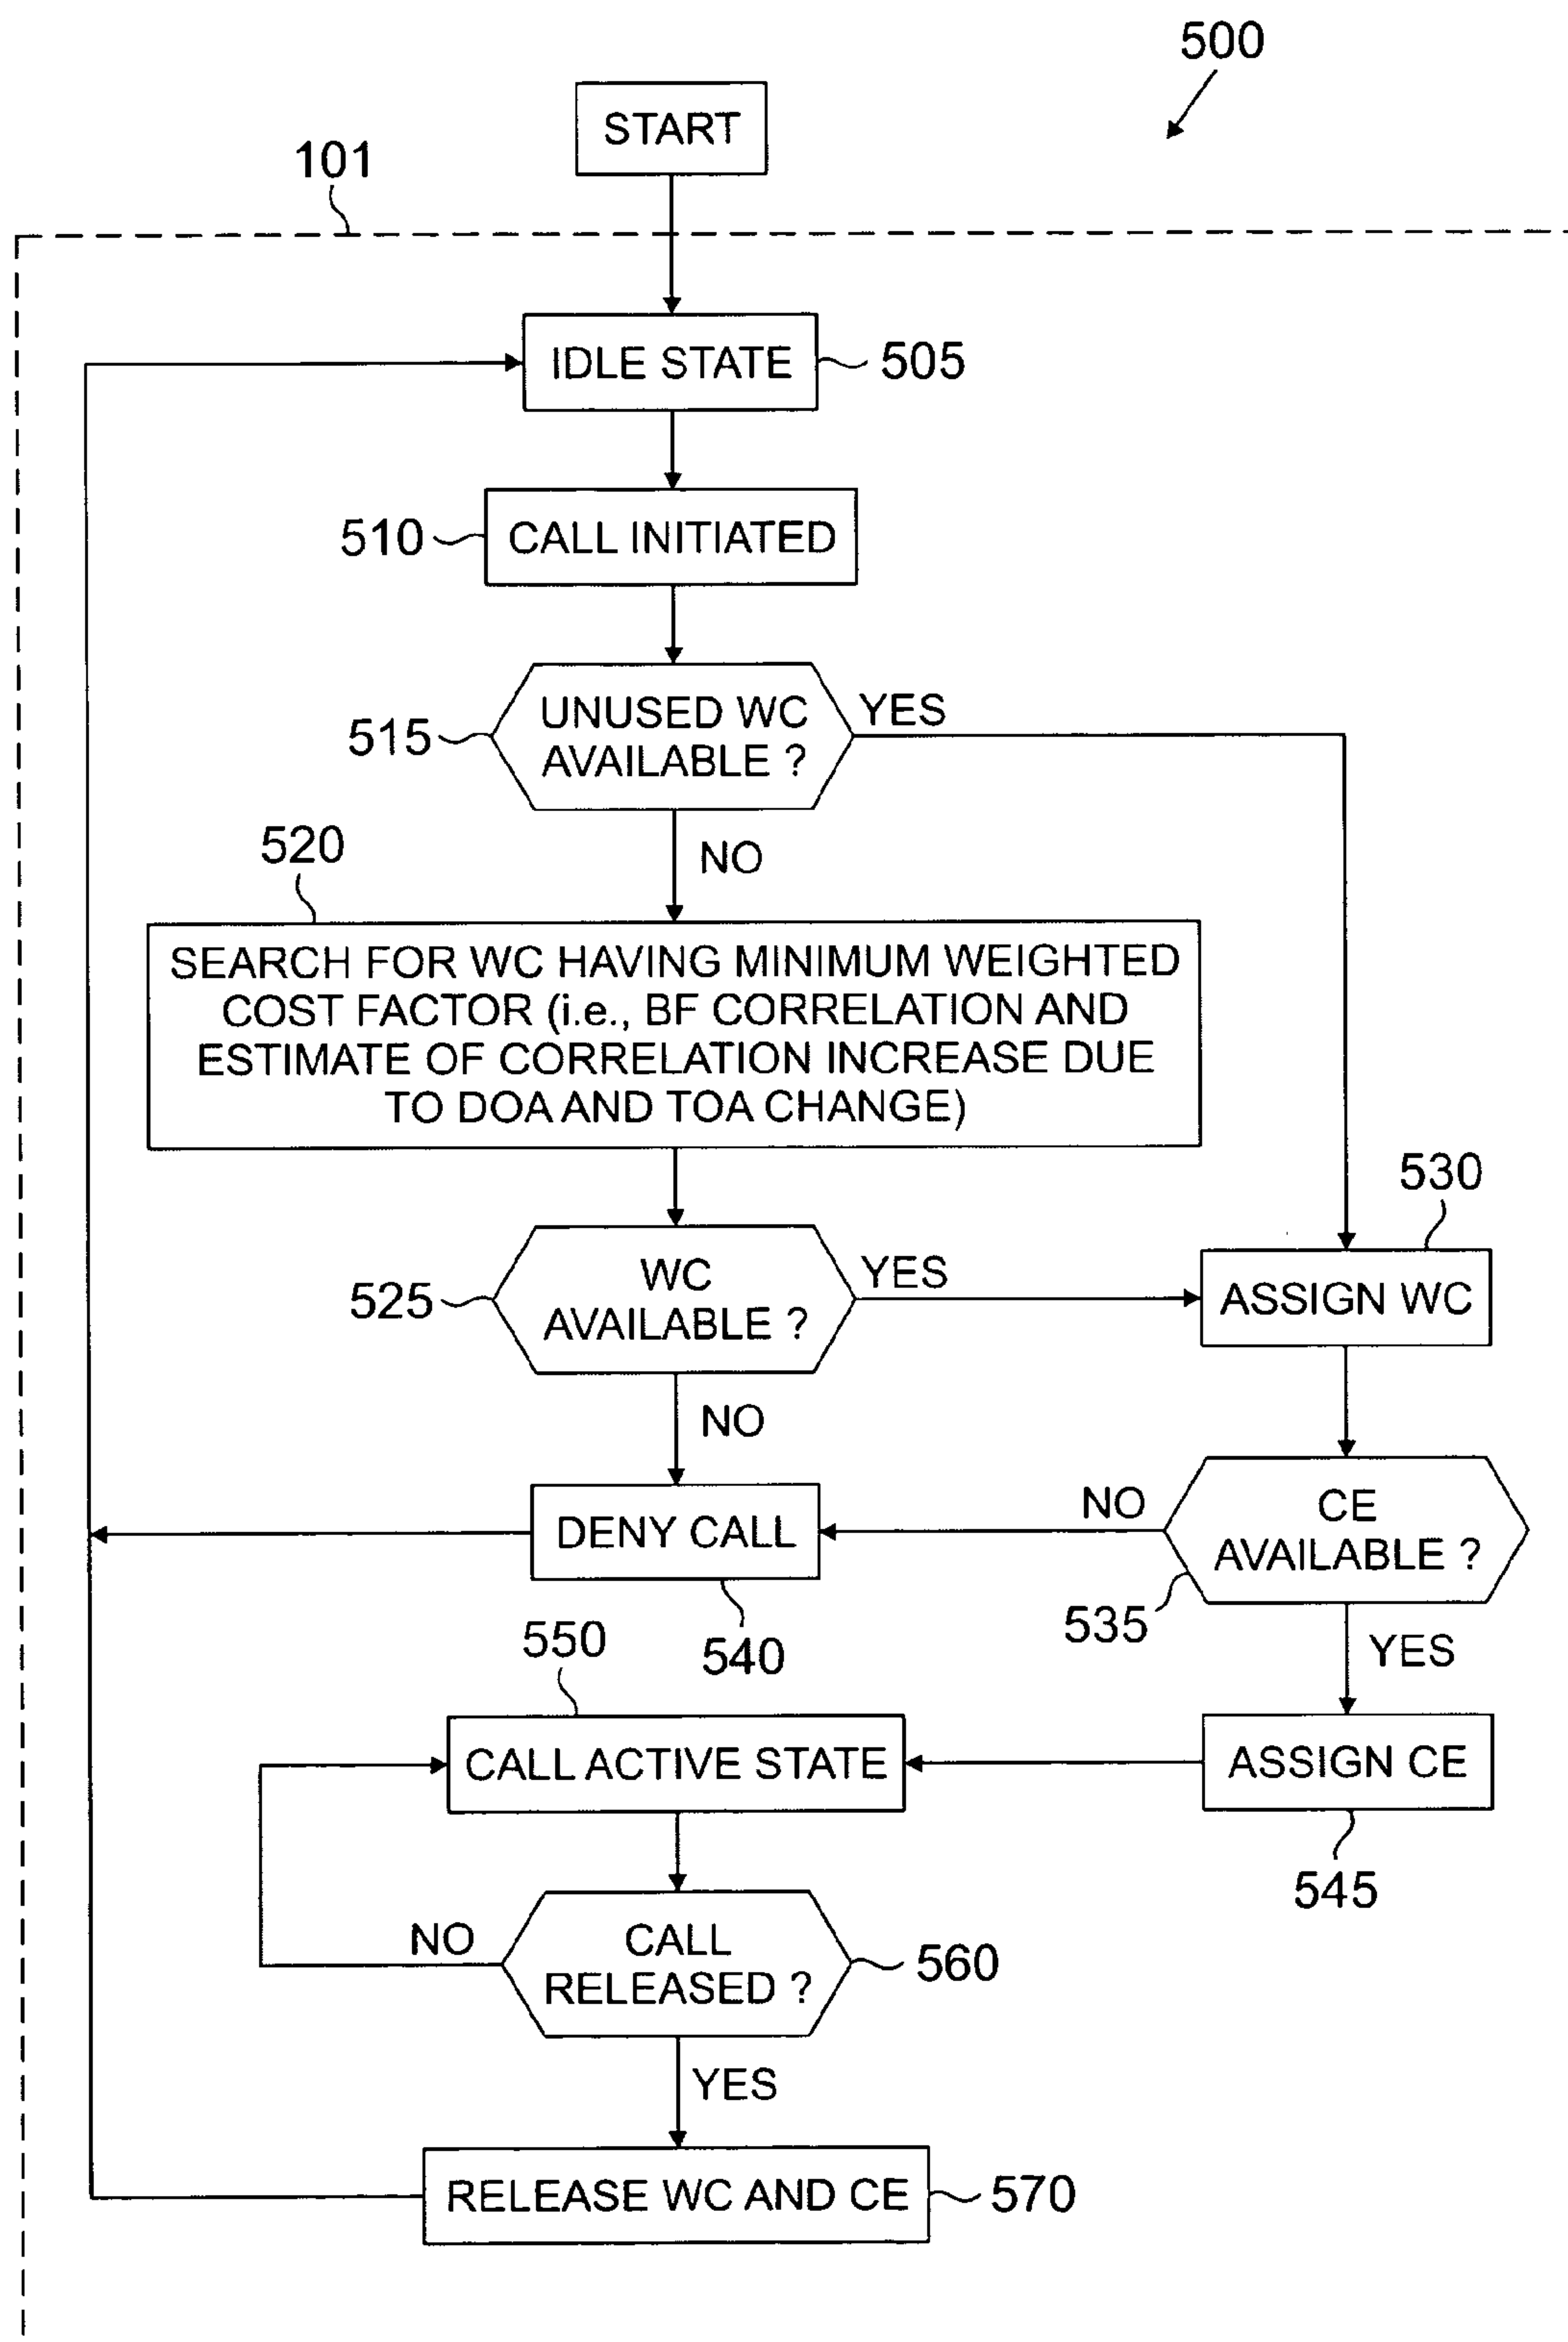 500
START
101
IDLE STATE
505
510
CALL INITIATED
515
UNUSED WC
AVAILABLE ?
YES
NO
520
SEARCH FOR WC HAVING MINIMUM WEIGHTED
COST FACTOR (i.e., BF CORRELATION AND
ESTIMATE OF CORRELATION INCREASE DUE
TO DOA AND TOA CHANGE)
530
525
WC
AVAILABLE ?
YES
ASSIGN WC
NO
DENY CALL
540
NO
CE
AVAILABLE ?
535
YES
550
CALL ACTIVE STATE
ASSIGN CE
545
NO
CALL
RELEASED ?
560
YES
RELEASE WC AND CE
570